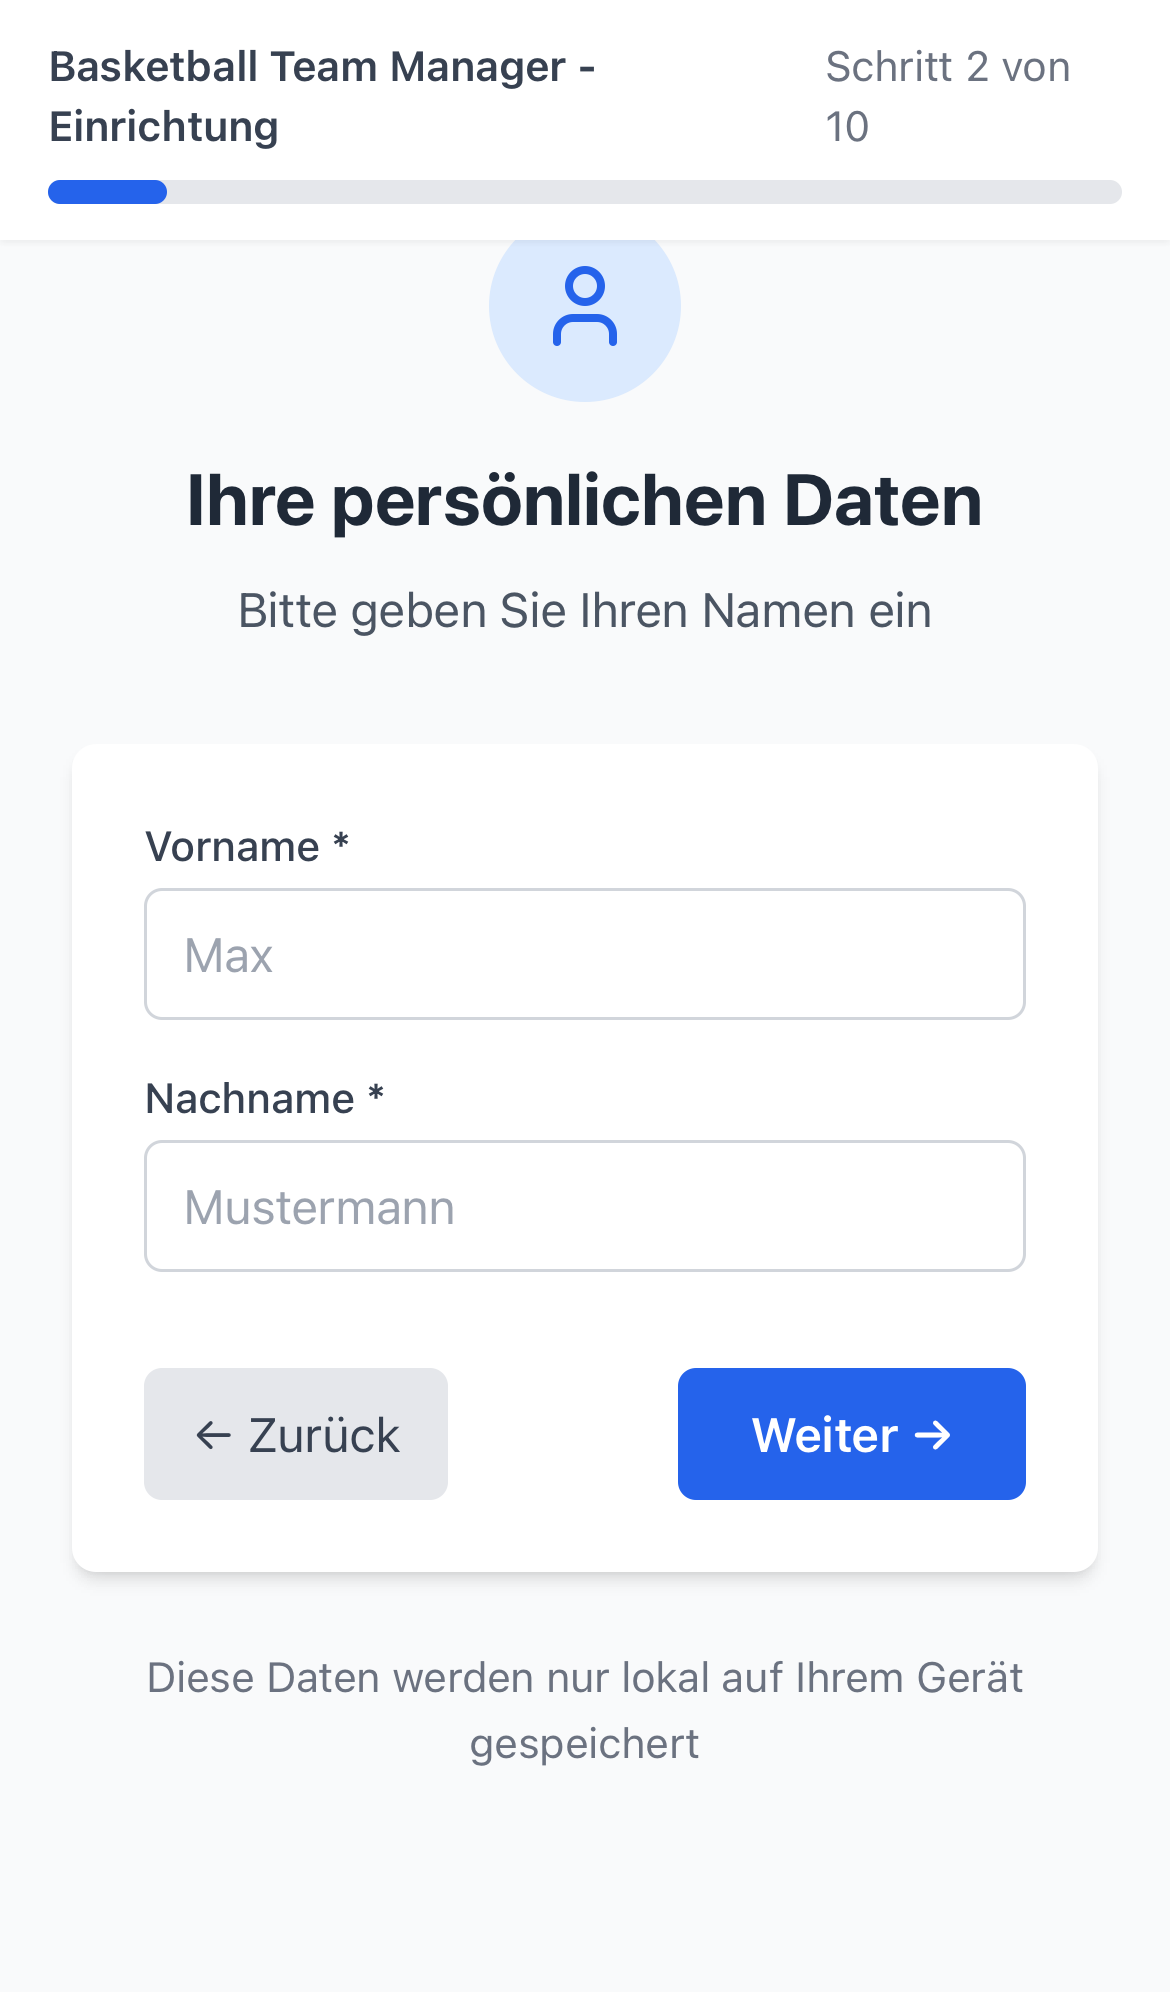 Basketball Team Manager -
Einrichtung
Schritt 2 von
10
Ihre persönlichen Daten
Bitte geben Sie Ihren Namen ein
Vorname *
Max
Nachname *
Mustermann
← Zurück
Weiter →
Diese Daten werden nur lokal auf Ihrem Gerät
gespeichert